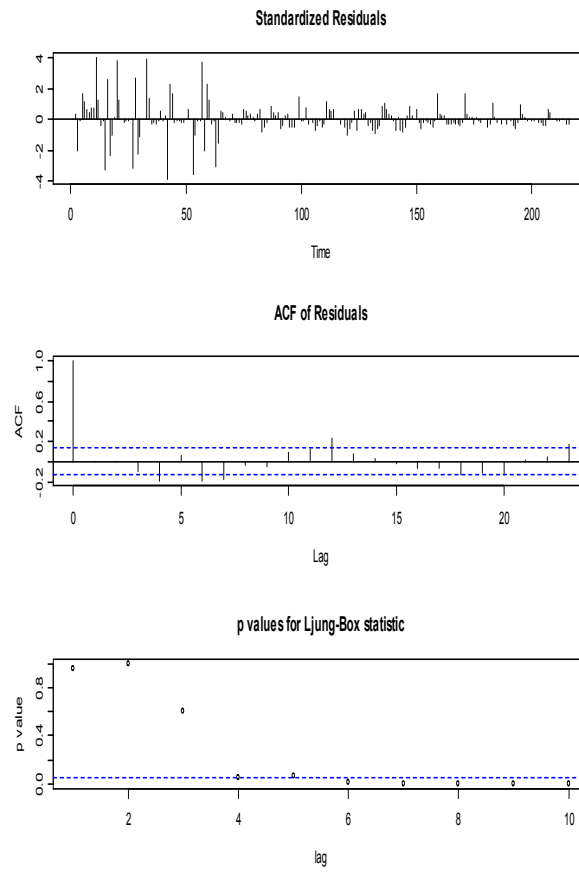 Standardized Residuals
4
2
0
-2
-4
0 50 100 150 200
Time
ACF of Residuals
1.0
0.6
0.2
-0.2
ACF
0 5 10 15 20
Lag
p values for Ljung-Box statistic
0.8
0.4
0.0
p value
2 4 6 8 10
lag